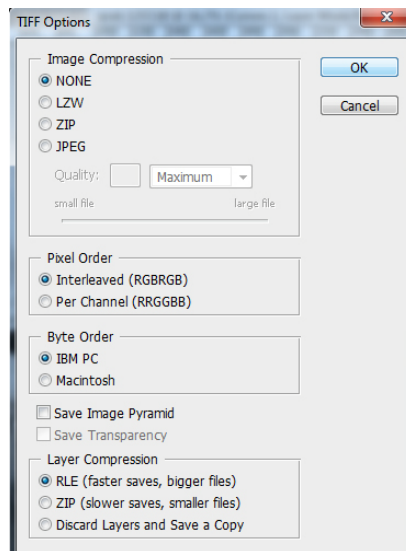 TIFF Options
Image Compression
NONE
LZW
ZIP
JPEG
Quality:
Maximum
small file
large file
OK
Cancel
Pixel Order
Interleaved (RGBRGB)
Per Channel (RRGGBB)
Byte Order
IBM PC
Macintosh
Save Image Pyramid
Save Transparency
Layer Compression
RLE (faster saves, bigger files)
ZIP (slower saves, smaller files)
Discard Layers and Save a Copy